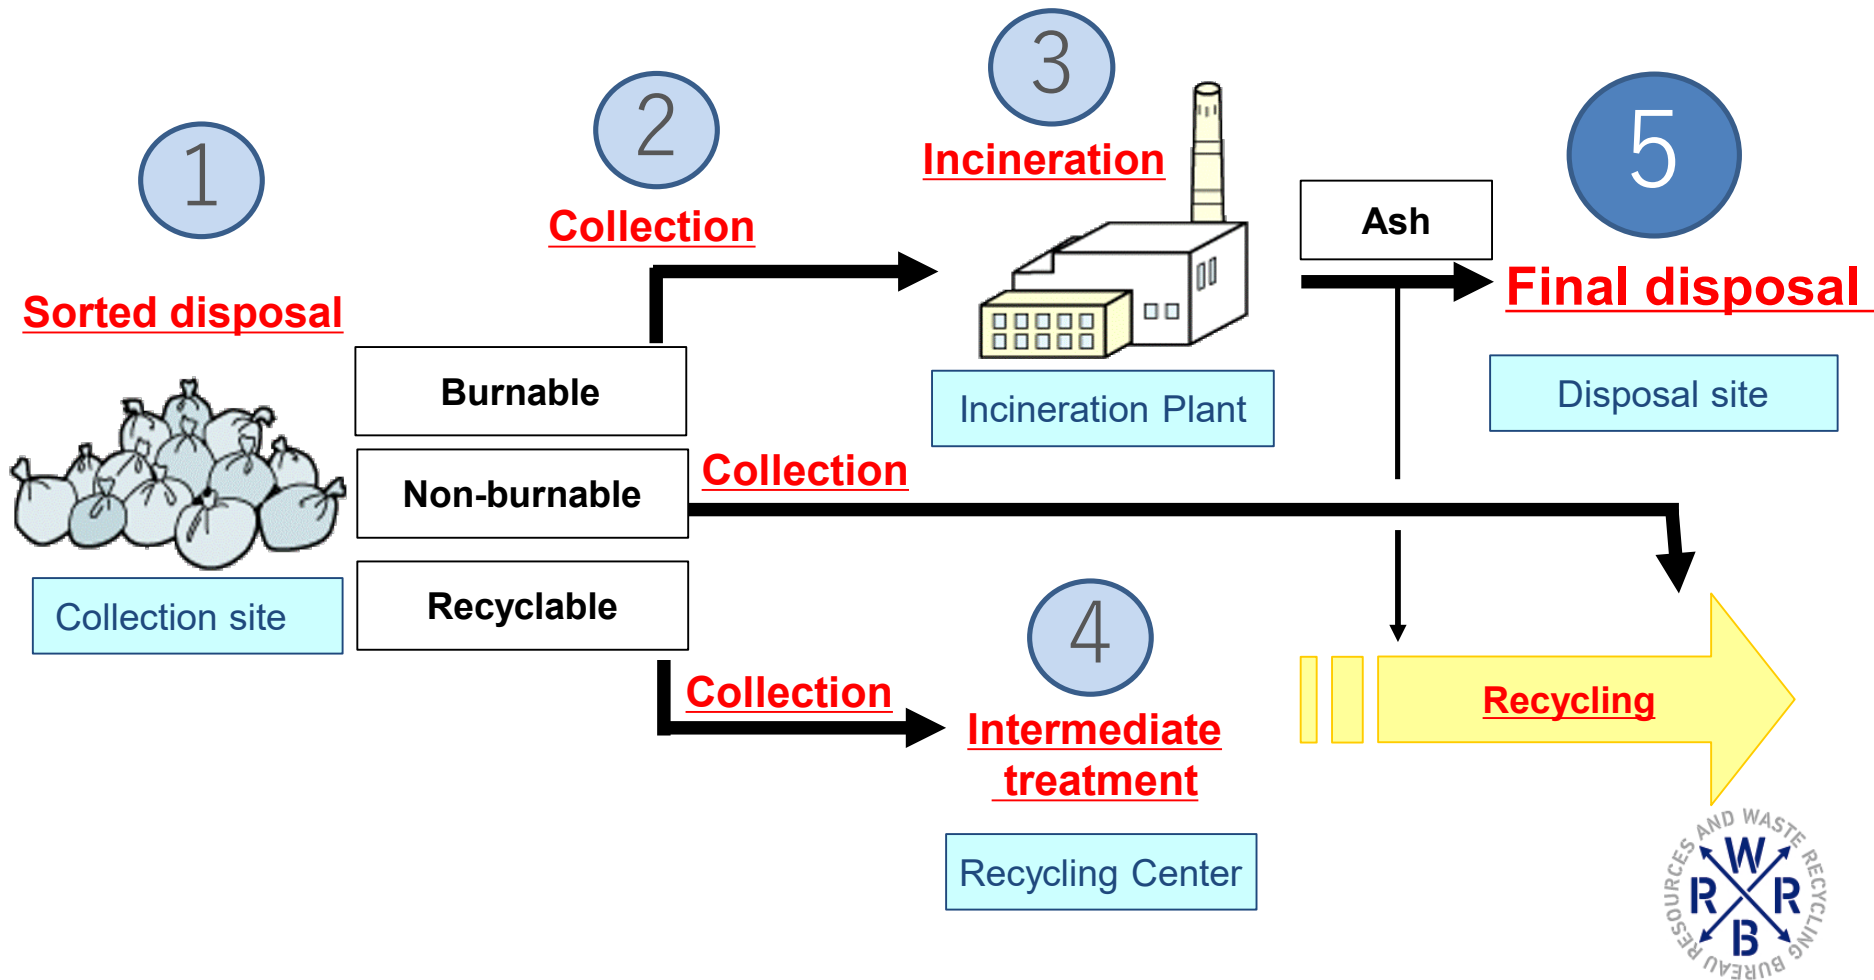 1
Sorted disposal
Collection site
Burnable
Non-burnable
Recyclable
2
Collection
Collection
Collection
3
Incineration
Incineration Plant
4
Intermediate
treatment
Recycling Center
Ash
5
Final disposal
Disposal site
Recycling
RESOURCES AND WASTE RECYCLING BUREAU
W
R R
B